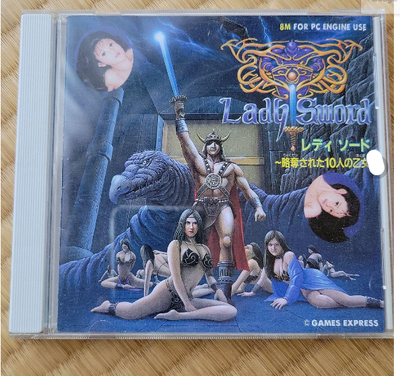 8M FOR PC ENGINE USE
Lady Sword
レディ ソード
～略奪された10人の乙
© GAMES EXPRESS